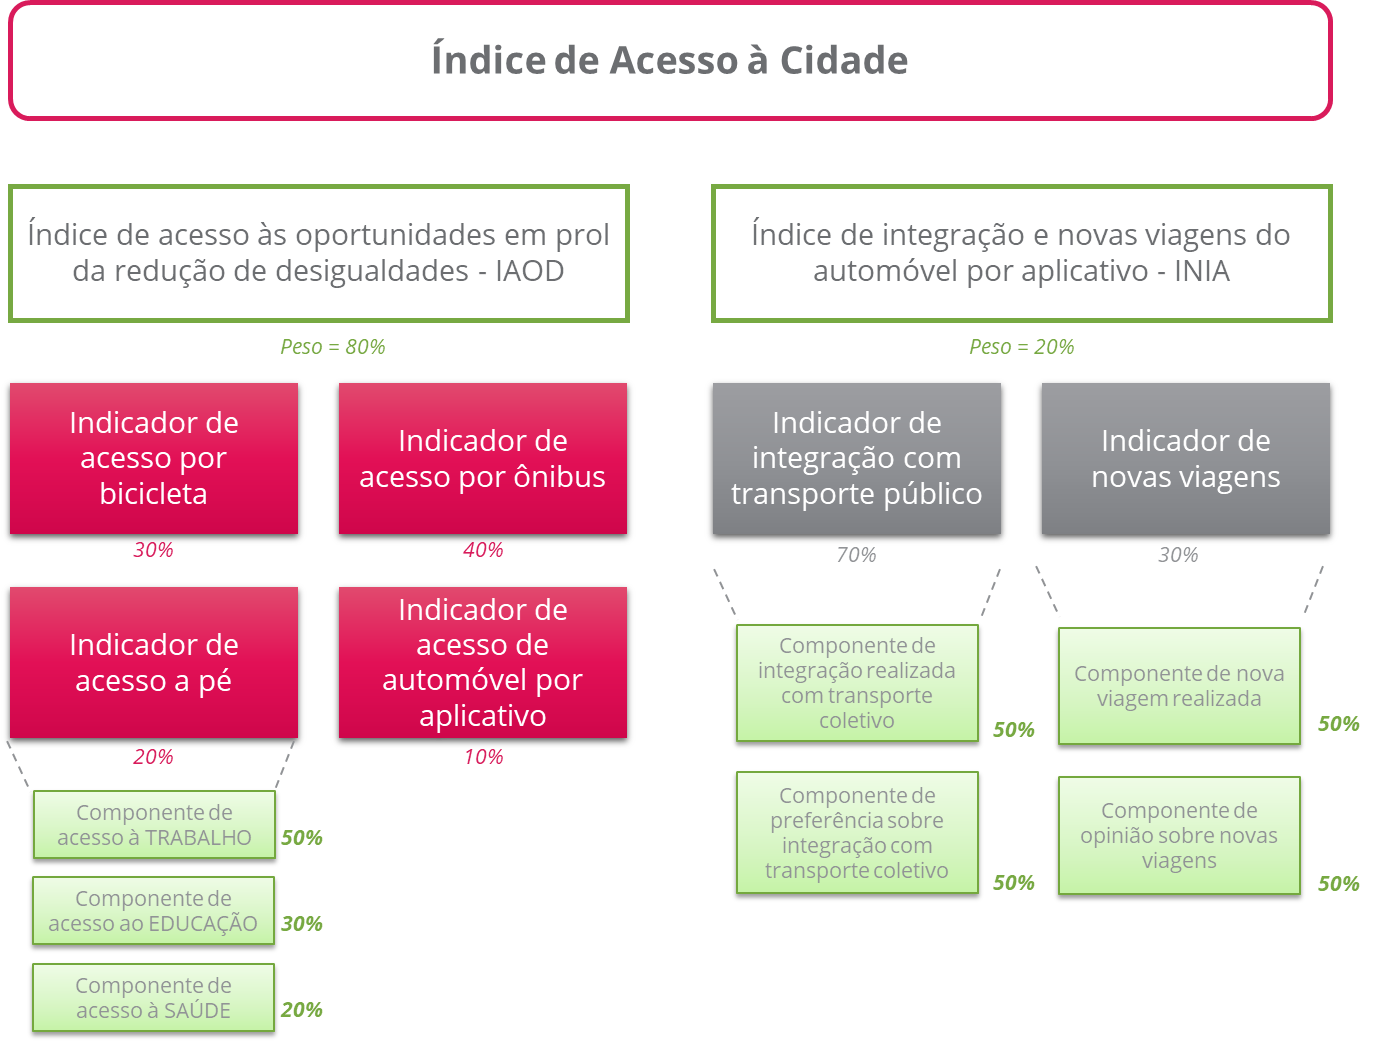 Índice de Acesso à Cidade
Índice de acesso às oportunidades em prol
da redução de desigualdades - IAOD
Peso = 80%
Indicador de
acesso por
bicicleta
30%
Indicador de
acesso por ônibus
40%
Indicador de
acesso a pé
20%
Indicador de
acesso de
automóvel por
aplicativo
10%
Componente de
acesso à TRABALHO
50%
Componente de
acesso ao EDUCAÇÃO
30%
Componente de
acesso à SAÚDE
20%
Índice de integração e novas viagens do
automóvel por aplicativo - INIA
Peso = 20%
Indicador de
integração com
transporte público
70%
Componente de
integração realizada
com transporte
coletivo
50%
Componente de
preferência sobre
integração com
transporte coletivo
50%
Indicador de
novas viagens
30%
Componente de nova
viagem realizada
50%
Componente de
opinião sobre novas
viagens
50%